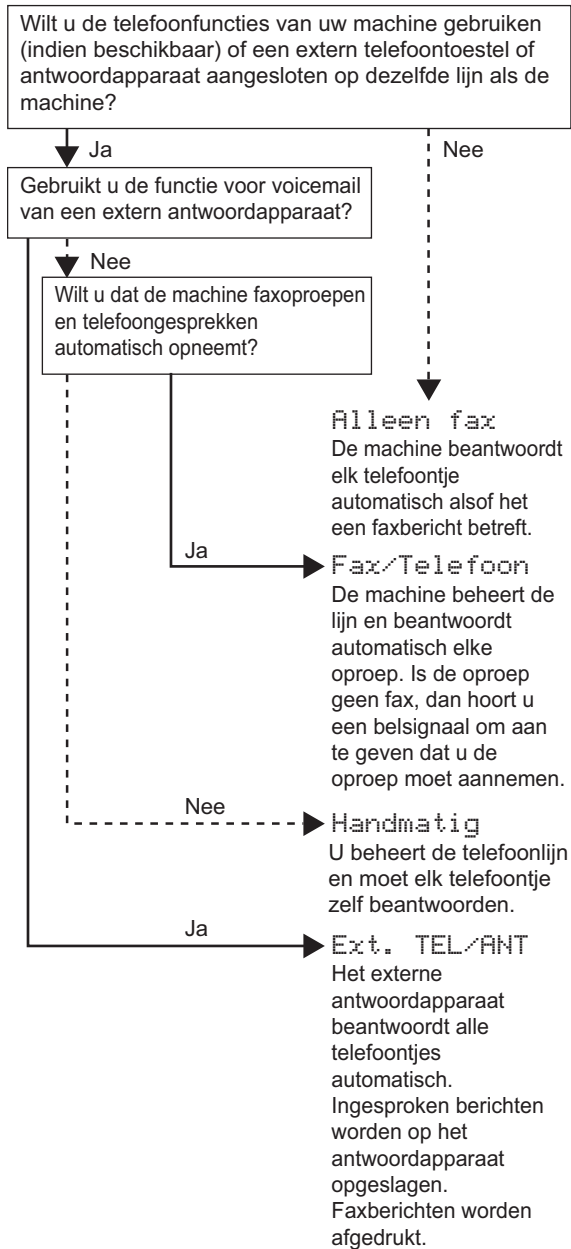 Wilt u de telefoonfuncties van uw machine gebruiken
(indien beschikbaar) of een extern telefoontoestel of
antwoordapparaat aangesloten op dezelfde lijn als de
machine?
Ja
Nee
Gebruikt u de functie voor voicemail
van een extern antwoordapparaat?
Nee
Wilt u dat de machine faxoproepen
en telefoongesprekken
automatisch opneemt?
Alleen fax
De machine beantwoordt
elk telefoontje
automatisch alsof het
een faxbericht betreft.
Ja
Fax/Telefoon
De machine beheert de
lijn en beantwoordt
automatisch elke
oproep. Is de oproep
geen fax, dan hoort u
een belsignaal om aan
te geven dat u de
oproep moet aannemen.
Nee
Handmatig
U beheert de telefoonlijn
en moet elk telefoontje
zelf beantwoorden.
Ja
Ext. TEL/ANT
Het externe
antwoordapparaat
beantwoordt alle
telefoontjes
automatisch.
Ingesproken berichten
worden op het
antwoordapparaat
opgeslagen.
Faxberichten worden
afgedrukt.